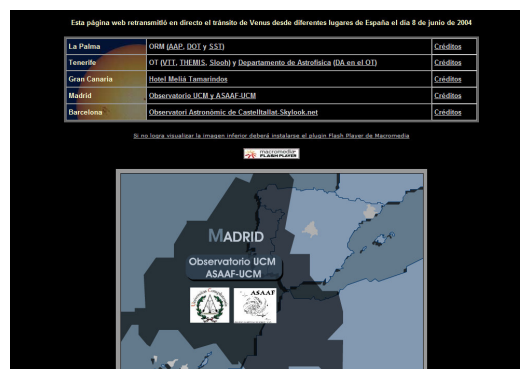 Esta página web retransmitió en directo el tránsito de Venus desde diferentes lugares de España el día 8 de junio de 2004
La Palma ORM (AAP, DOT y SST) Créditos
Tenerife OT (VTT, THEMIS, Slooh) y Departamento de Astrofísica (DA en el OT) Créditos
Gran Canaria Hotel Meliá Tamarindos Créditos
Madrid Observatorio UCM y ASAAF-UCM Créditos
Barcelona Observatori Astronòmic de Castelltallat-Skylook.net Créditos
Si no logra visualizar la imagen inferior deberá instalarse el plugin Flash Player de Macromedia
macromedia
FLASH PLAYER
MADRID
Observatorio UCM
ASAAF-UCM
ASAAF